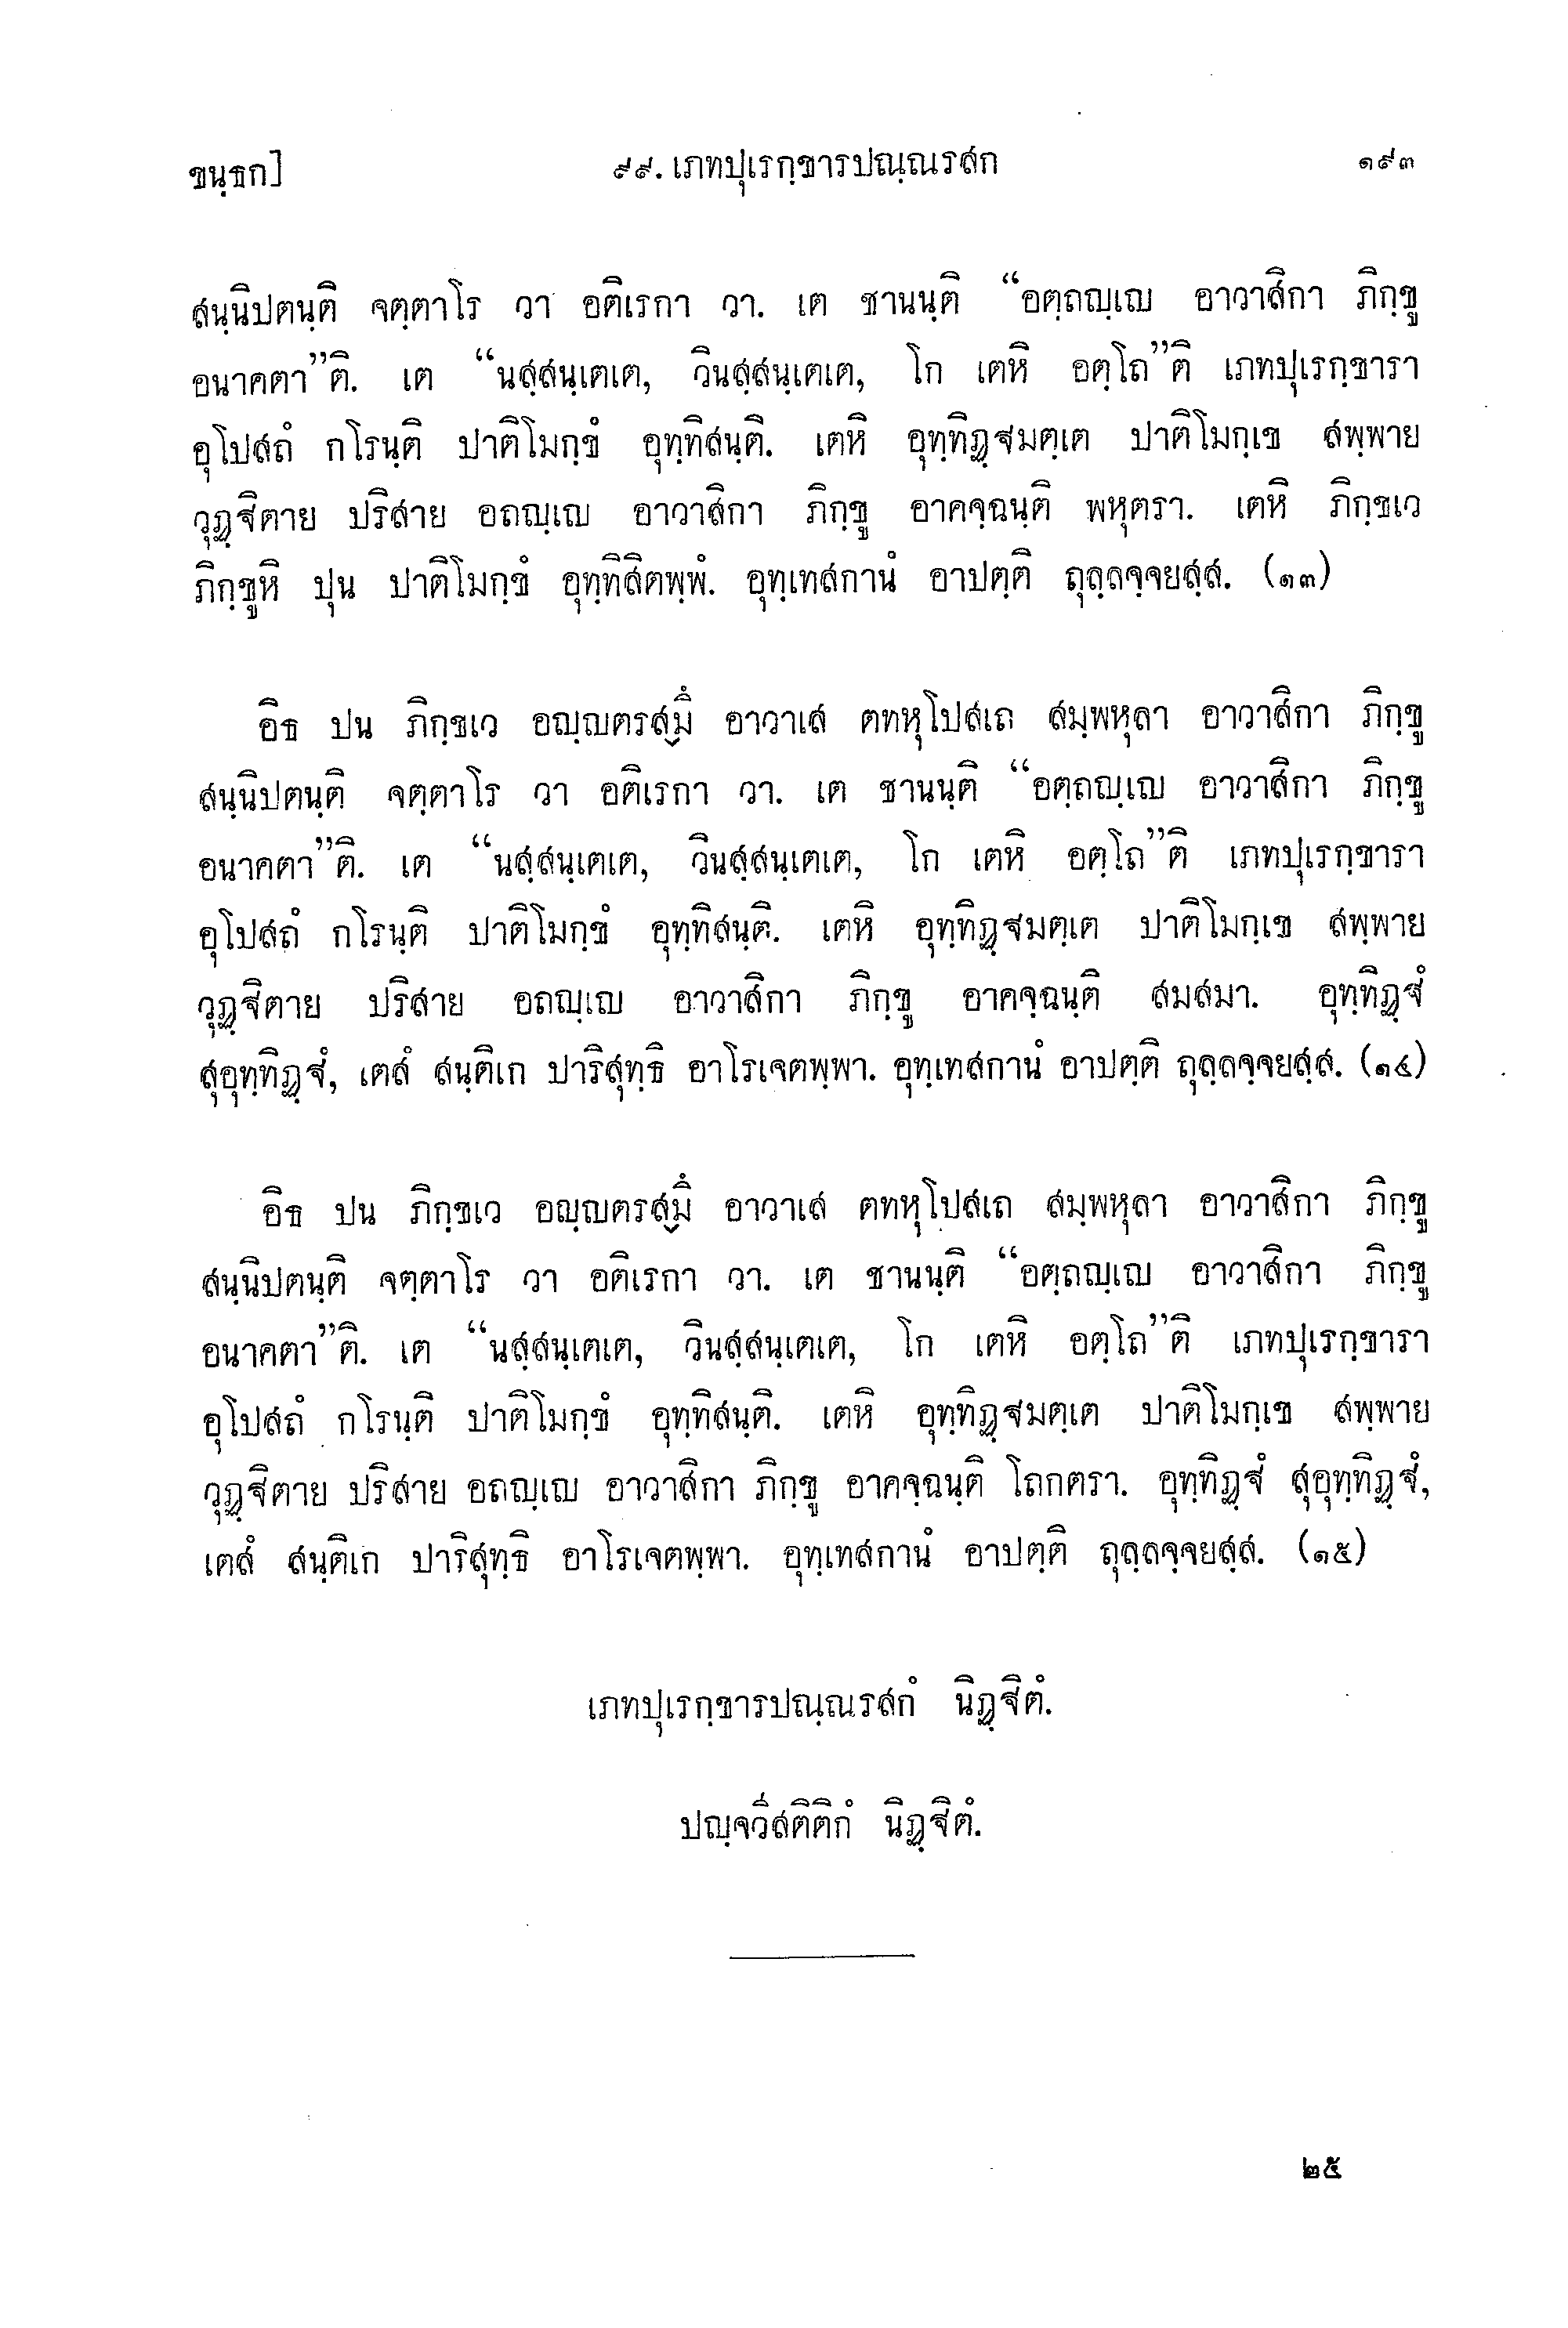 ขนฺธก]
๙๙. เภทปุเรกฺขารปณฺณรสก
๑๙๓
สนฺนิปตนฺติ จตฺตาโร วา อติเรกา วา. เต ชานนฺติ “อตฺถญฺเญ อาวาสิกา ภิกฺขู
อนาคตา”ติ. เต “นสฺสนฺเตเต, วินสฺสนฺเตเต, โก เตหิ อตฺโถ”ติ เภทปุเรกฺขารา
อุโปสถํ กโรนฺติ ปาติโมกฺขํ อุทฺทิสนฺติ. เตหิ อุทฺทิฏฺฐมตฺเต ปาติโมกฺเข สพฺพาย
วุฏฺฐิตาย ปริสาย อถญฺเญ อาวาสิกา ภิกฺขู อาคจฺฉนฺติ พหุตรา. เตหิ ภิกฺขเว
ภิกฺขูหิ ปุน ปาติโมกฺขํ อุทฺทิสิตพฺพํ. อุทฺเทสกานํ อาปตฺติ ถุลฺลจฺจยสฺส. (๑๓)
อิธ ปน ภิกฺขเว อญฺญตรสฺมึ อาวาเส ตทหุโปสเถ สมฺพหุลา อาวาสิกา ภิกฺขู
สนฺนิปตนฺติ จตฺตาโร วา อติเรกา วา. เต ชานนฺติ “อตฺถญฺเญ อาวาสิกา ภิกฺขู
อนาคตา”ติ. เต “นสฺสนฺเตเต, วินสฺสนฺเตเต, โก เตหิ อตฺโถ”ติ เภทปุเรกฺขารา
อุโปสถํ กโรนฺติ ปาติโมกฺขํ อุทฺทิสนฺติ. เตหิ อุทฺทิฏฺฐมตฺเต ปาติโมกฺเข สพฺพาย
วุฏฺฐิตาย ปริสาย อถญฺเญ อาวาสิกา ภิกฺขู อาคจฺฉนฺติ สมสมา. อุทฺทิฏฺฐํ
สุอุทฺทิฏฺฐํ, เตสํ สนฺติเก ปาริสุทฺธิ อาโรเจตพฺพา. อุทฺเทสกานํ อาปตฺติ ถุลฺลจฺจยสฺส. (๑๔)
อิธ ปน ภิกฺขเว อญฺญตรสฺมึ อาวาเส ตทหุโปสเถ สมฺพหุลา อาวาสิกา ภิกฺขู
สนฺนิปตนฺติ จตฺตาโร วา อติเรกา วา. เต ชานนฺติ “อตฺถญฺเญ อาวาสิกา ภิกฺขู
อนาคตา”ติ. เต “นสฺสนฺเตเต, วินสฺสนฺเตเต, โก เตหิ อตฺโถ”ติ เภทปุเรกฺขารา
อุโปสถํ กโรนฺติ ปาติโมกฺขํ อุทฺทิสนฺติ. เตหิ อุทฺทิฏฺฐมตฺเต ปาติโมกฺเข สพฺพาย
วุฏฺฐิตาย ปริสาย อถญฺเญ อาวาสิกา ภิกฺขู อาคจฺฉนฺติ โถกตรา. อุทฺทิฏฺฐํ สุอุทฺทิฏฺฐํ,
เตสํ สนฺติเก ปาริสุทฺธิ อาโรเจตพฺพา. อุทฺเทสกานํ อาปตฺติ ถุลฺลจฺจยสฺส. (๑๕)
เภทปุเรกฺขารปณฺณรสกํ นิฏฺฐิตํ.
ปญฺจวีสติติกํ นิฏฺฐิตํ.
๒๕